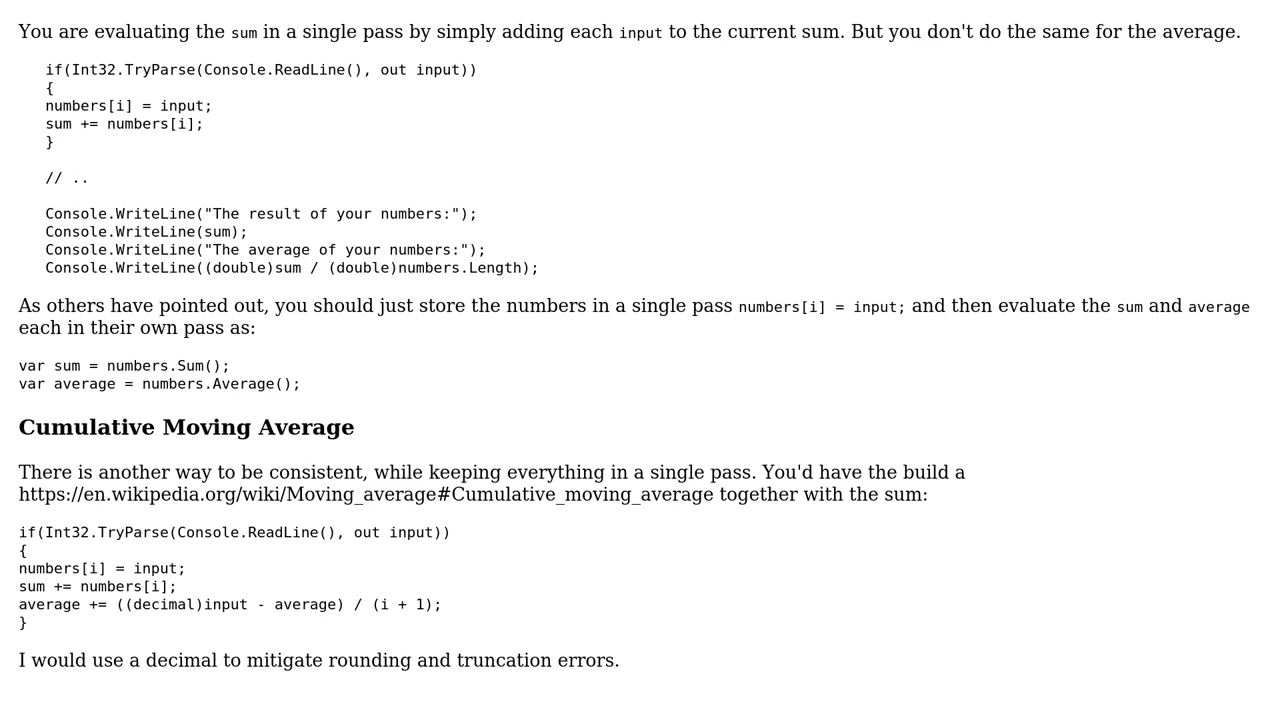 You are evaluating the sum in a single pass by simply adding each input to the current sum. But you don't do the same for the average.
if(Int32.TryParse(Console.ReadLine(), out input))
{
numbers[i] = input;
sum += numbers[i];
}
// ..
Console.WriteLine("The result of your numbers:");
Console.WriteLine(sum);
Console.WriteLine("The average of your numbers:");
Console.WriteLine((double)sum / (double)numbers.Length);
As others have pointed out, you should just store the numbers in a single pass numbers[i] = input; and then evaluate the sum and average
each in their own pass as:
var sum = numbers.Sum();
var average = numbers.Average();
Cumulative Moving Average
There is another way to be consistent, while keeping everything in a single pass. You'd have the build a
https://en.wikipedia.org/wiki/Moving_average#Cumulative_moving_average together with the sum:
if(Int32.TryParse(Console.ReadLine(), out input))
{
numbers[i] = input;
sum += numbers[i];
average += ((decimal)input - average) / (i + 1);
}
I would use a decimal to mitigate rounding and truncation errors.